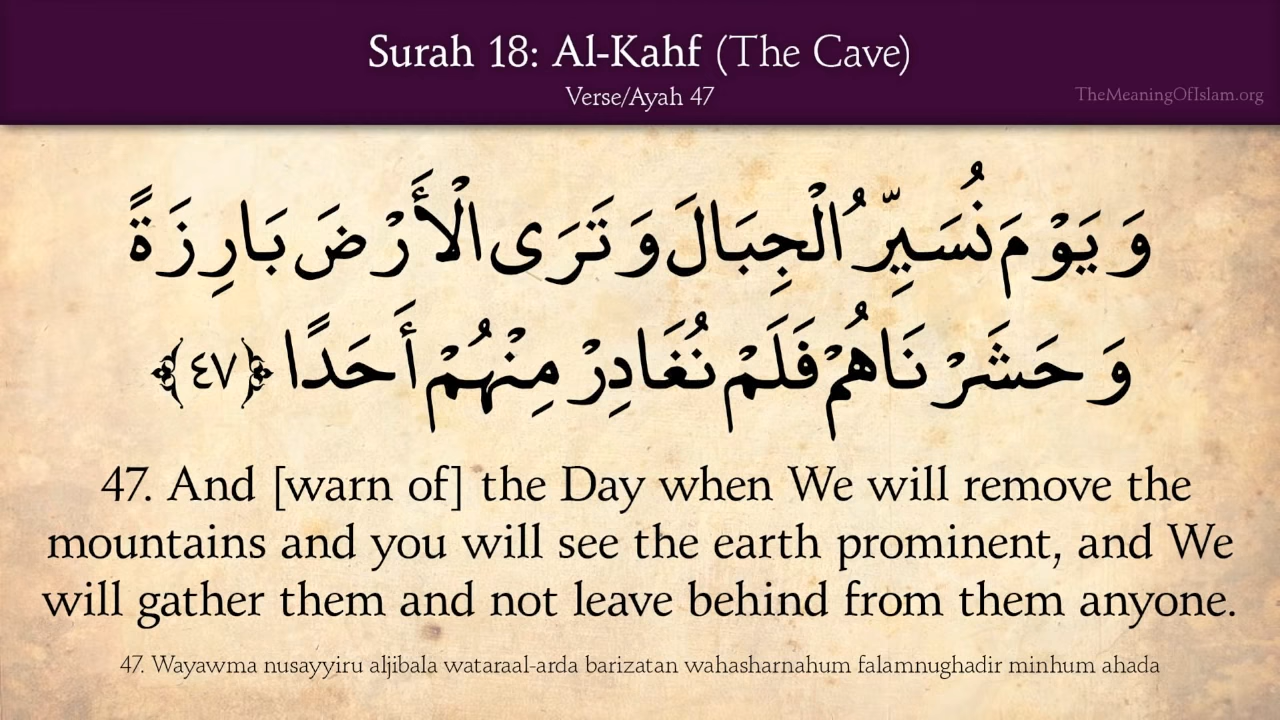 Surah 18: Al-Kahf (The Cave)
Verse/Ayah 47
TheMeaningOfIslam.org
وَيَوْمَ نُسَيِّرُ الْجِبَالَ وَتَرَى الْأَرْضَ بَارِزَةً
وَحَشَرْنَاهُمْ فَلَمْ نُغَادِرْ مِنْهُمْ أَحَدًا ﴿٤٧﴾
47. And [warn of] the Day when We will remove the
mountains and you will see the earth prominent, and We
will gather them and not leave behind from them anyone.
47. Wayawma nusayyiru aljibala wataraal-arda barizatan wahasharnahum falamnughadir minhum ahada